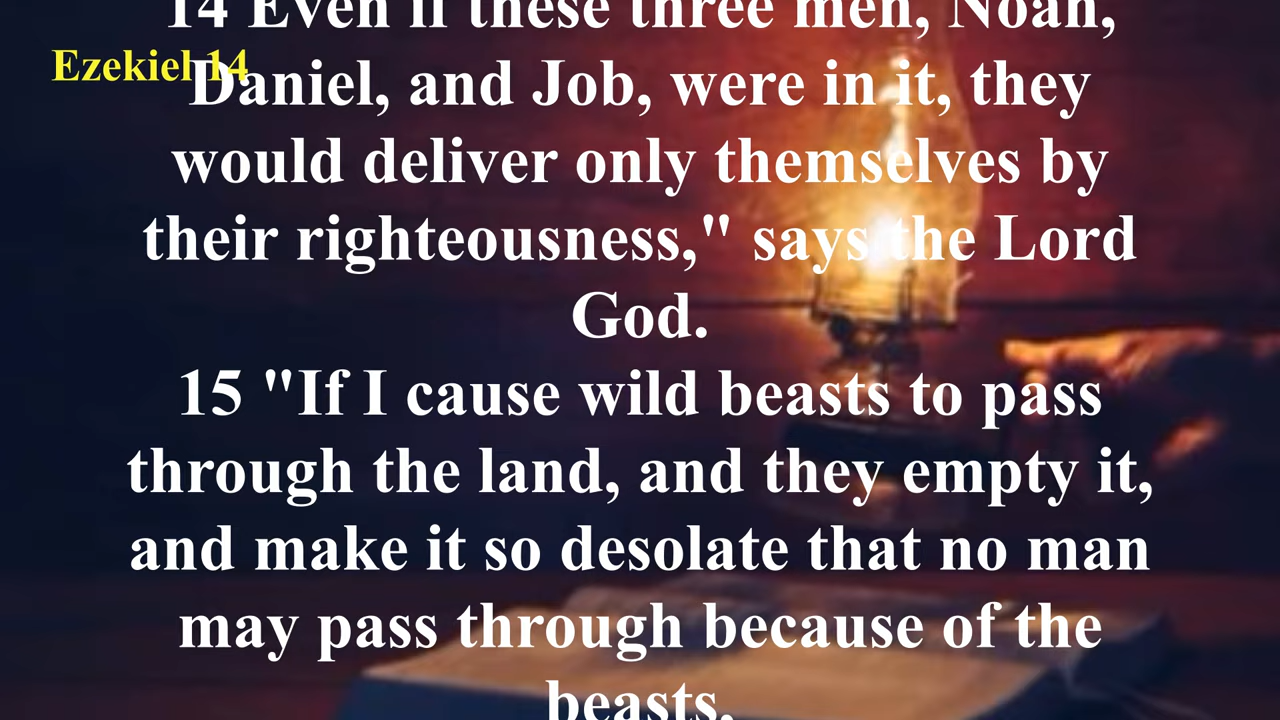 14 Even if these three men, Noah,
Ezekiel 14
Daniel, and Job, were in it, they
would deliver only themselves by
their righteousness," says the Lord
God.
15 "If I cause wild beasts to pass
through the land, and they empty it,
and make it so desolate that no man
may pass through because of the
beasts,